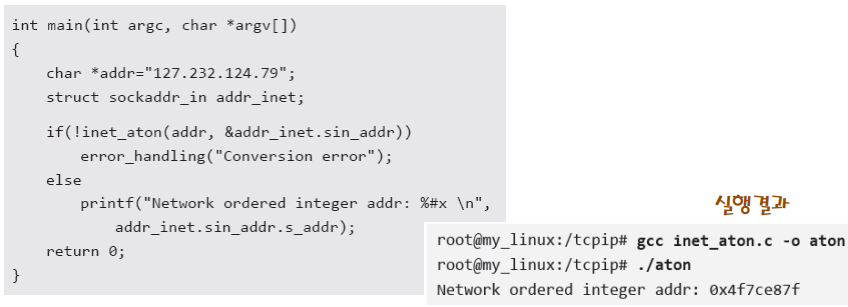 int main(int argc, char *argv[])
{
char *addr="127.232.124.79";
struct sockaddr_in addr_inet;
if(!inet_aton(addr, &addr_inet.sin_addr))
error_handling("Conversion error");
else
printf("Network ordered integer addr: %#x \n",
addr_inet.sin_addr.s_addr);
return 0;
}
실행결과
root@my_linux:/tcpip# gcc inet_aton.c -o aton
root@my_linux:/tcpip# ./aton
Network ordered integer addr: 0x4f7ce87f